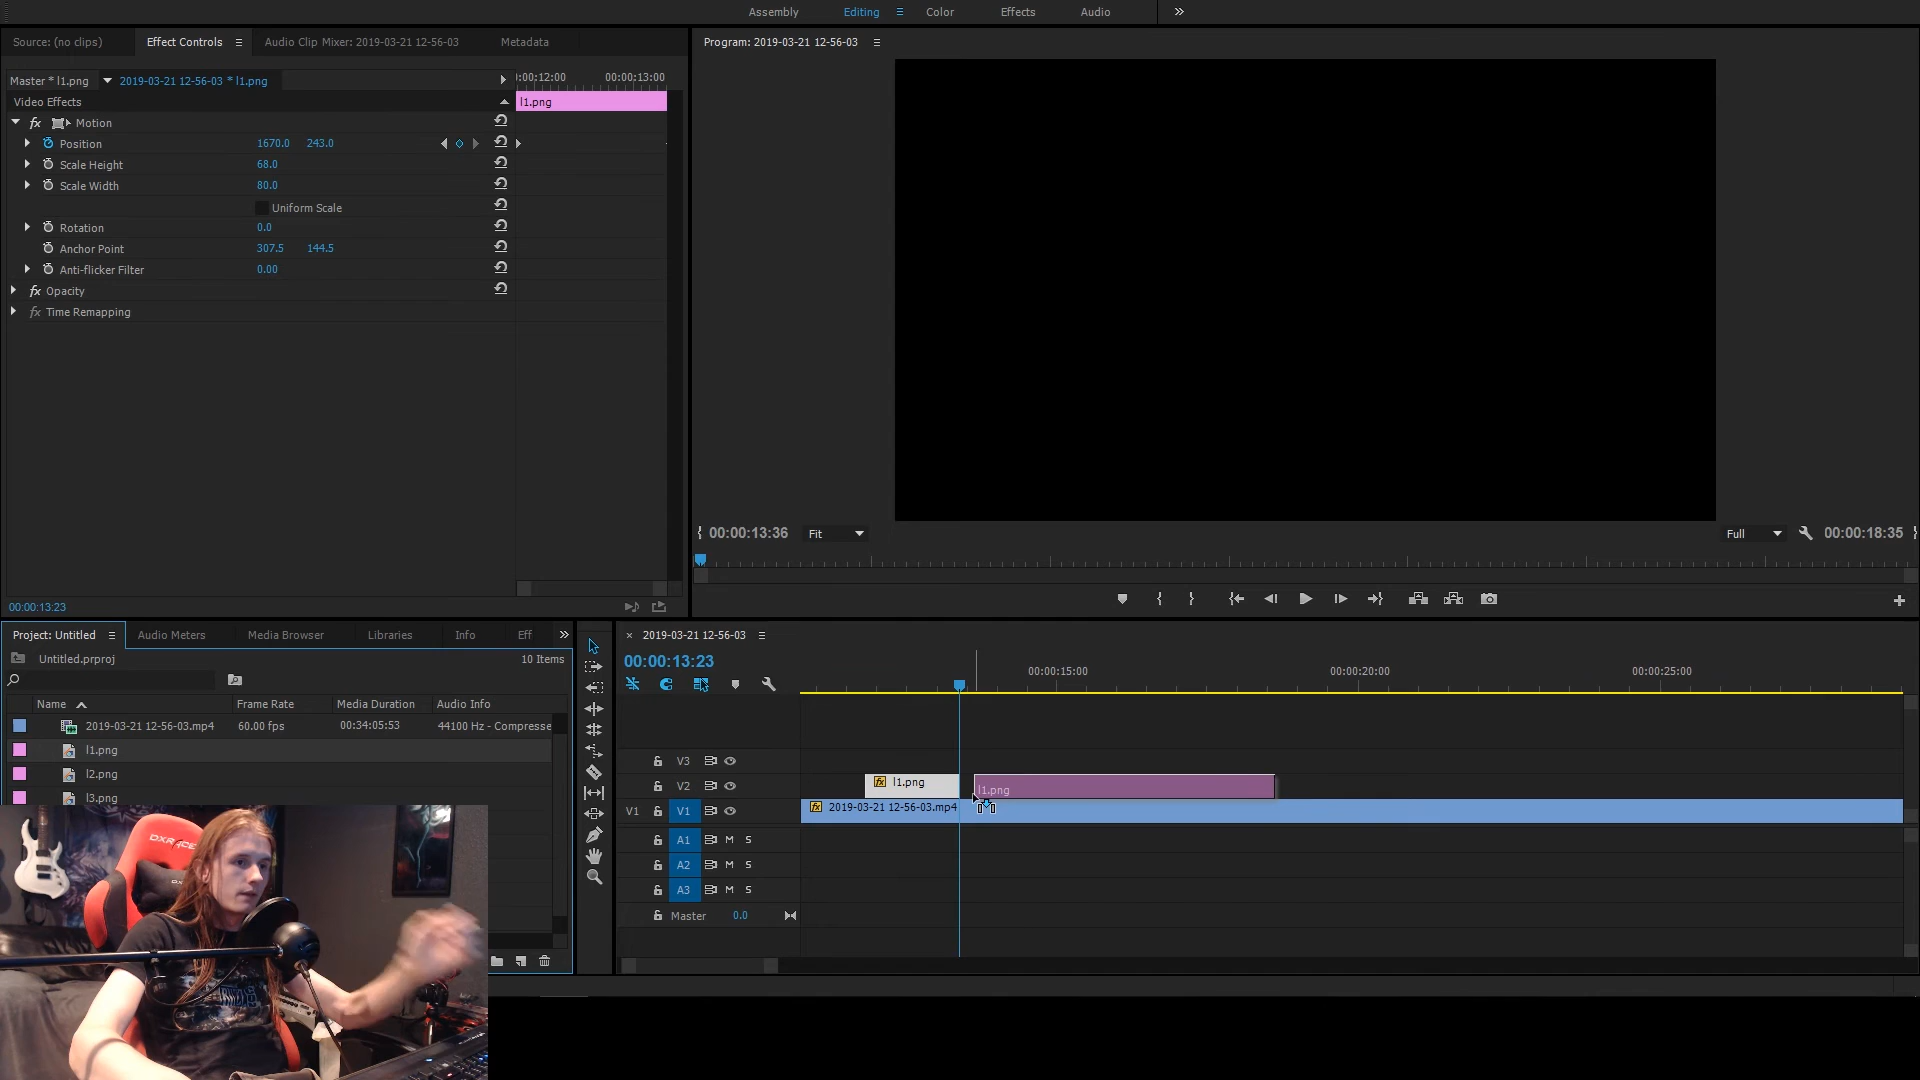 Assembly Editing Color Effects Audio
Source: (no clips) Effect Controls Audio Clip Mixer: 2019-03-21 12-56-03 Metadata
Program: 2019-03-21 12-56-03
Master * l1.png 2019-03-21 12-56-03 * l1.png
:00:12:00 00:00:13:00
Video Effects
l1.png
fx Motion
Position 1670.0 243.0
Scale Height 68.0
Scale Width 80.0
Uniform Scale
Rotation 0.0
Anchor Point 307.5 144.5
Anti-flicker Filter 0.00
fx Opacity
fx Time Remapping
00:00:13:23
00:00:13:36 Fit Full 00:00:18:35
Project: Untitled Audio Meters Media Browser Libraries Info Eff
Untitled.prproj 10 Items
Name Frame Rate Media Duration Audio Info
2019-03-21 12-56-03.mp4 60.00 fps 00:34:05:53 44100 Hz - Compresse
l1.png
l2.png
l3.png
2019-03-21 12-56-03
00:00:13:23
00:00:15:00 00:00:20:00 00:00:25:00
V3
V2 fx l1.png l1.png
V1 V1 fx 2019-03-21 12-56-03.mp4
A1 M S
A2 M S
A3 M S
Master 0.0